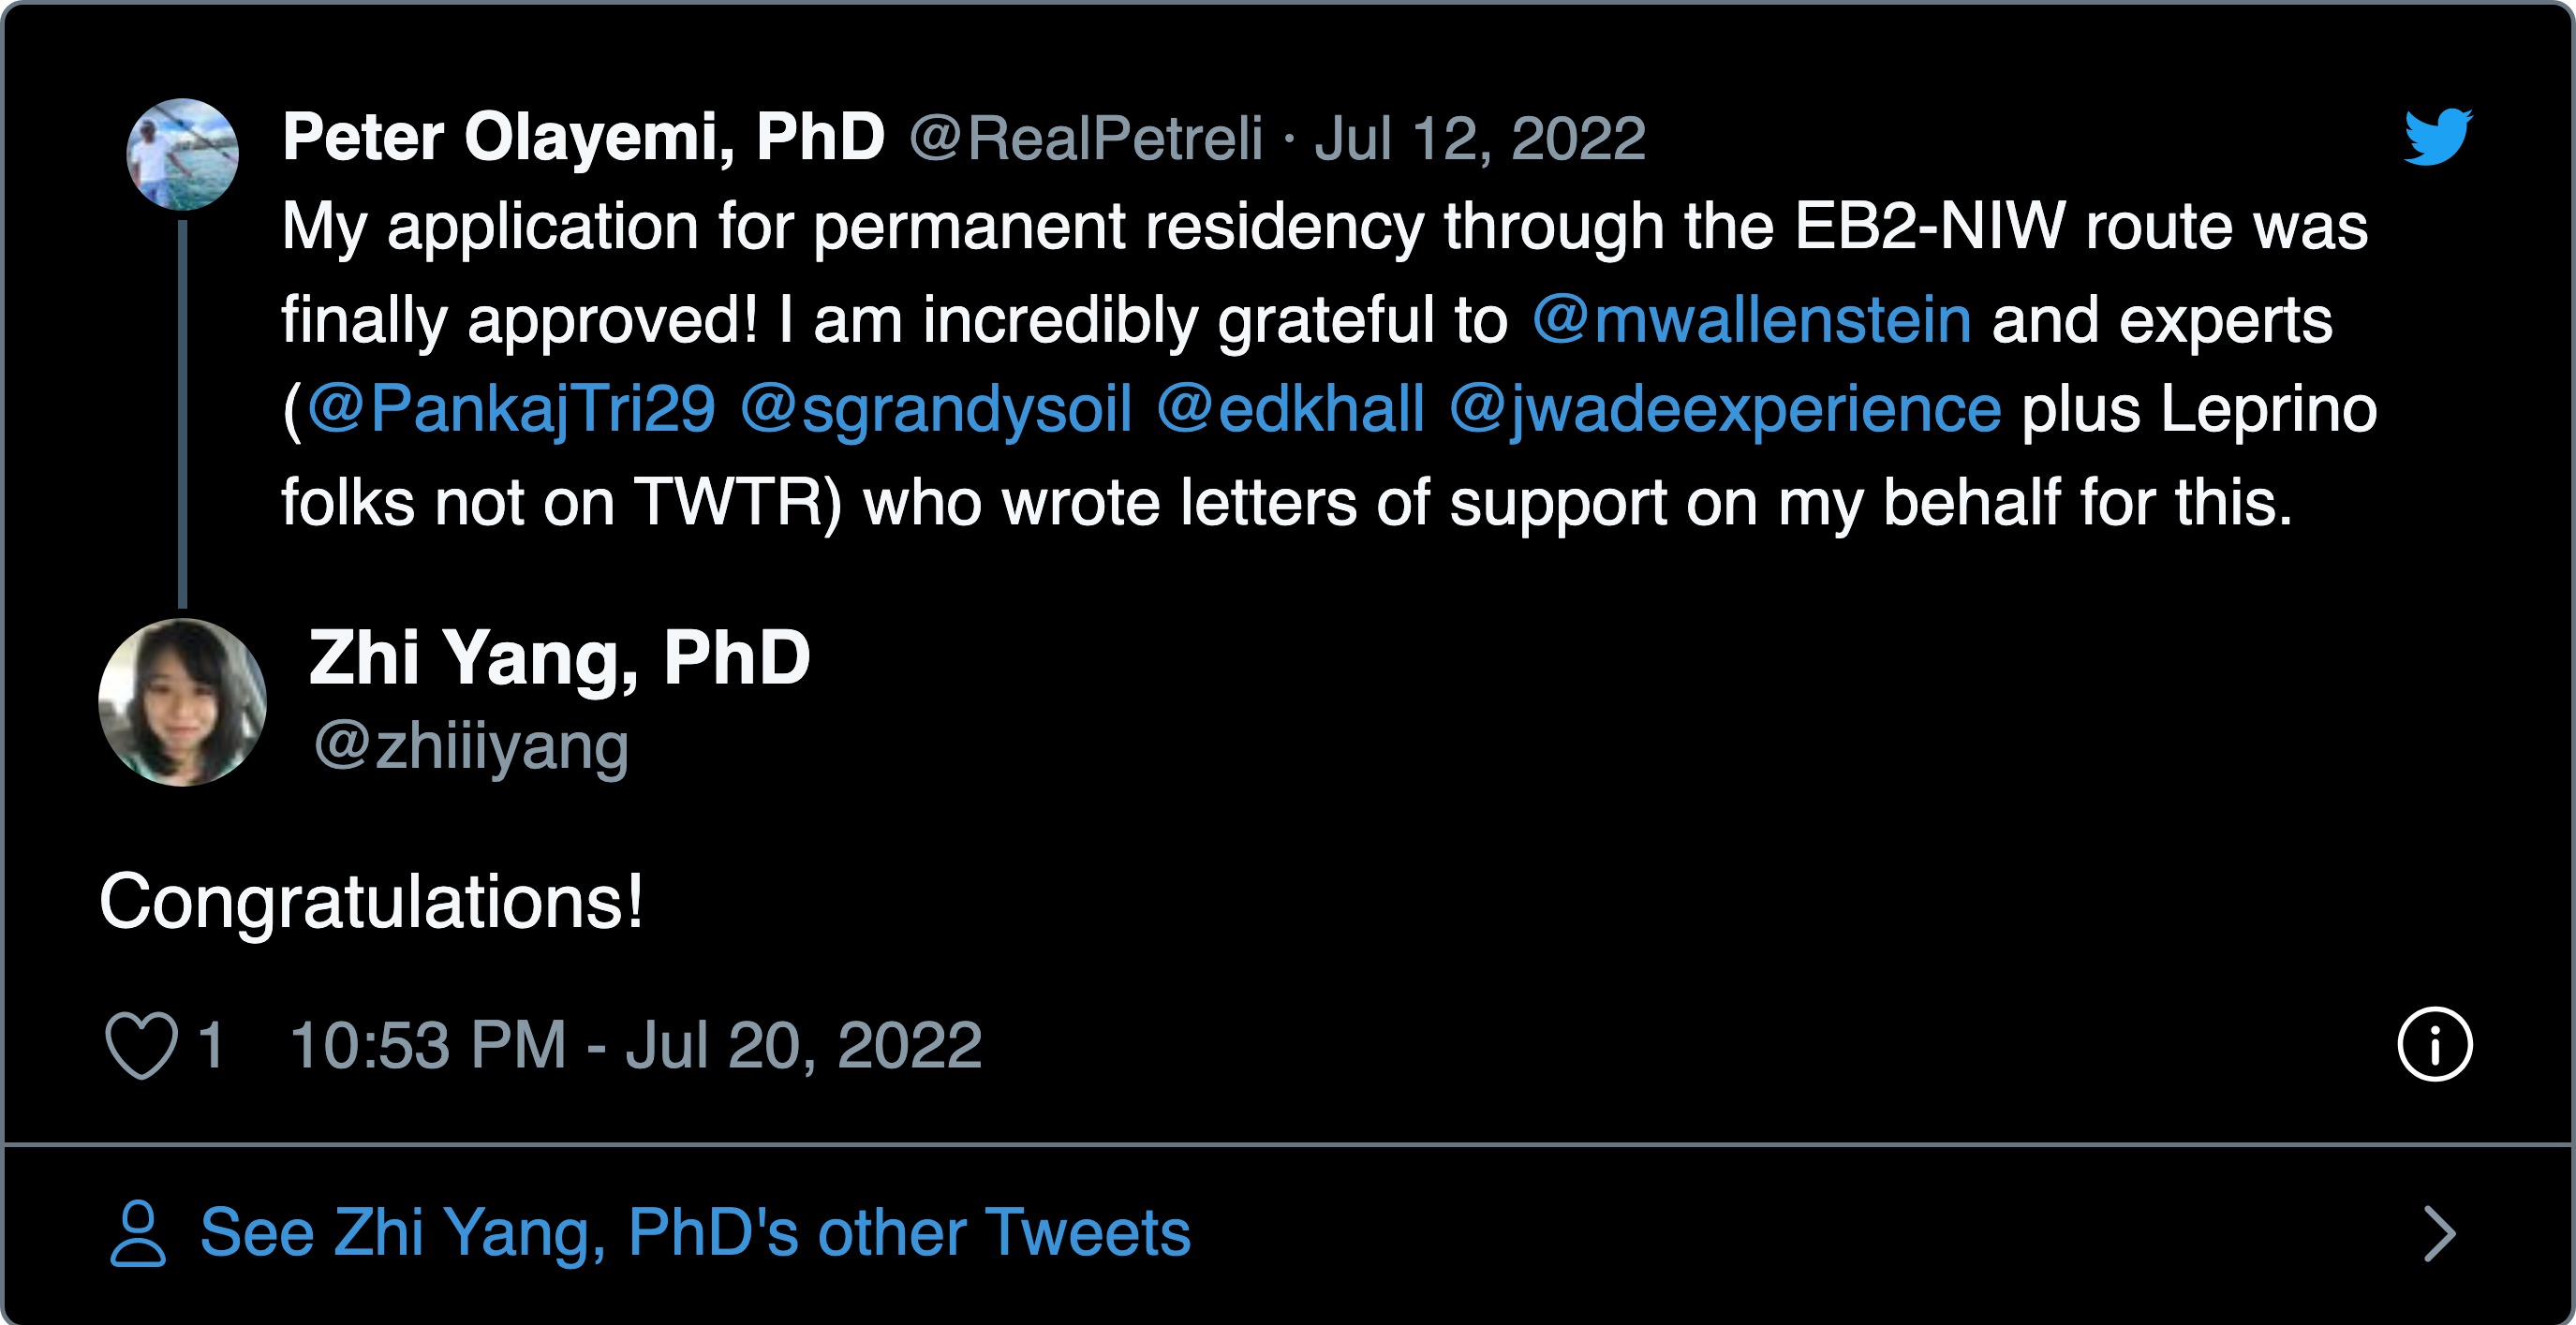 Peter Olayemi, PhD @RealPetreli · Jul 12, 2022
My application for permanent residency through the EB2-NIW route was
finally approved! I am incredibly grateful to @mwallenstein and experts
(@PankajTri29 @sgrandysoil @edkhall @jwadeexperience plus Leprino
folks not on TWTR) who wrote letters of support on my behalf for this.
Zhi Yang, PhD
@zhiiiyang
Congratulations!
1 10:53 PM - Jul 20, 2022
See Zhi Yang, PhD's other Tweets